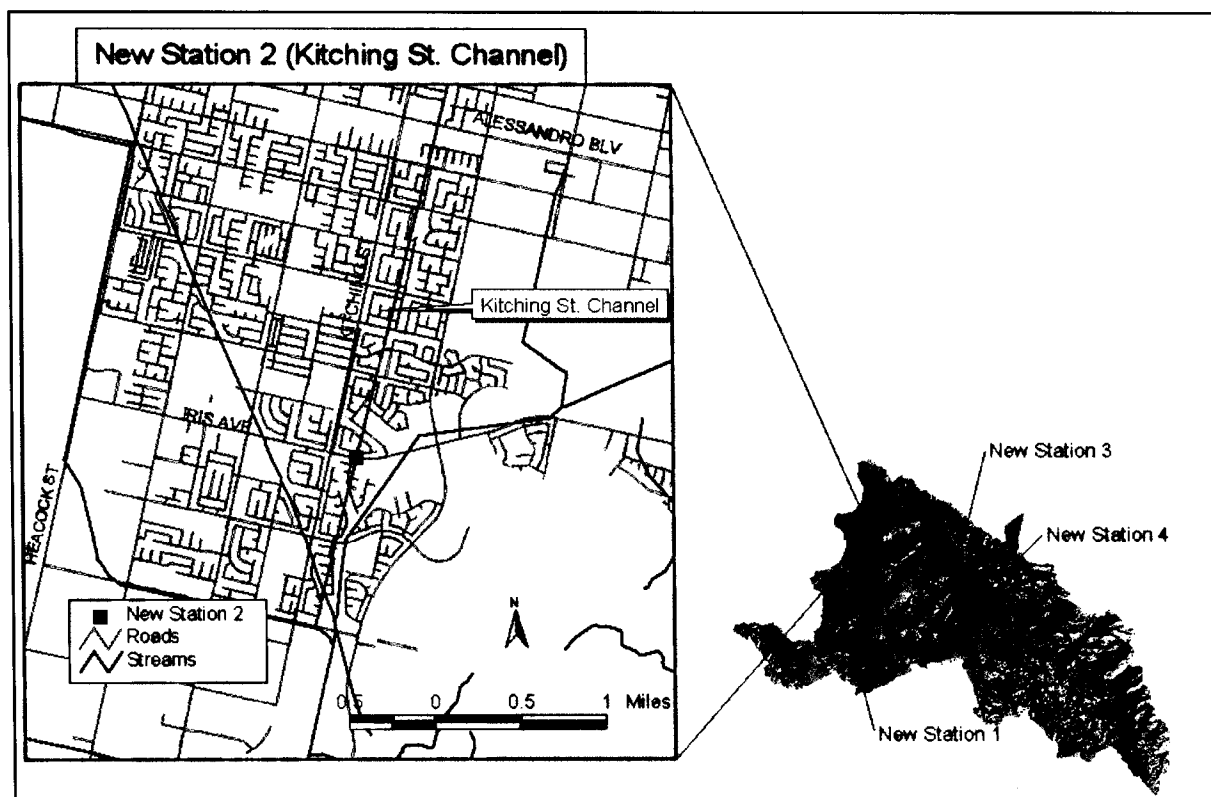 New Station 2 (Kitching St. Channel)
ALESSANDRO BLV
Kitching St. Channel
IRIS AVE
HEACOCK ST
New Station 2
Roads
Streams
N
0.5 0 0.5 1 Miles
New Station 3
New Station 4
New Station 1